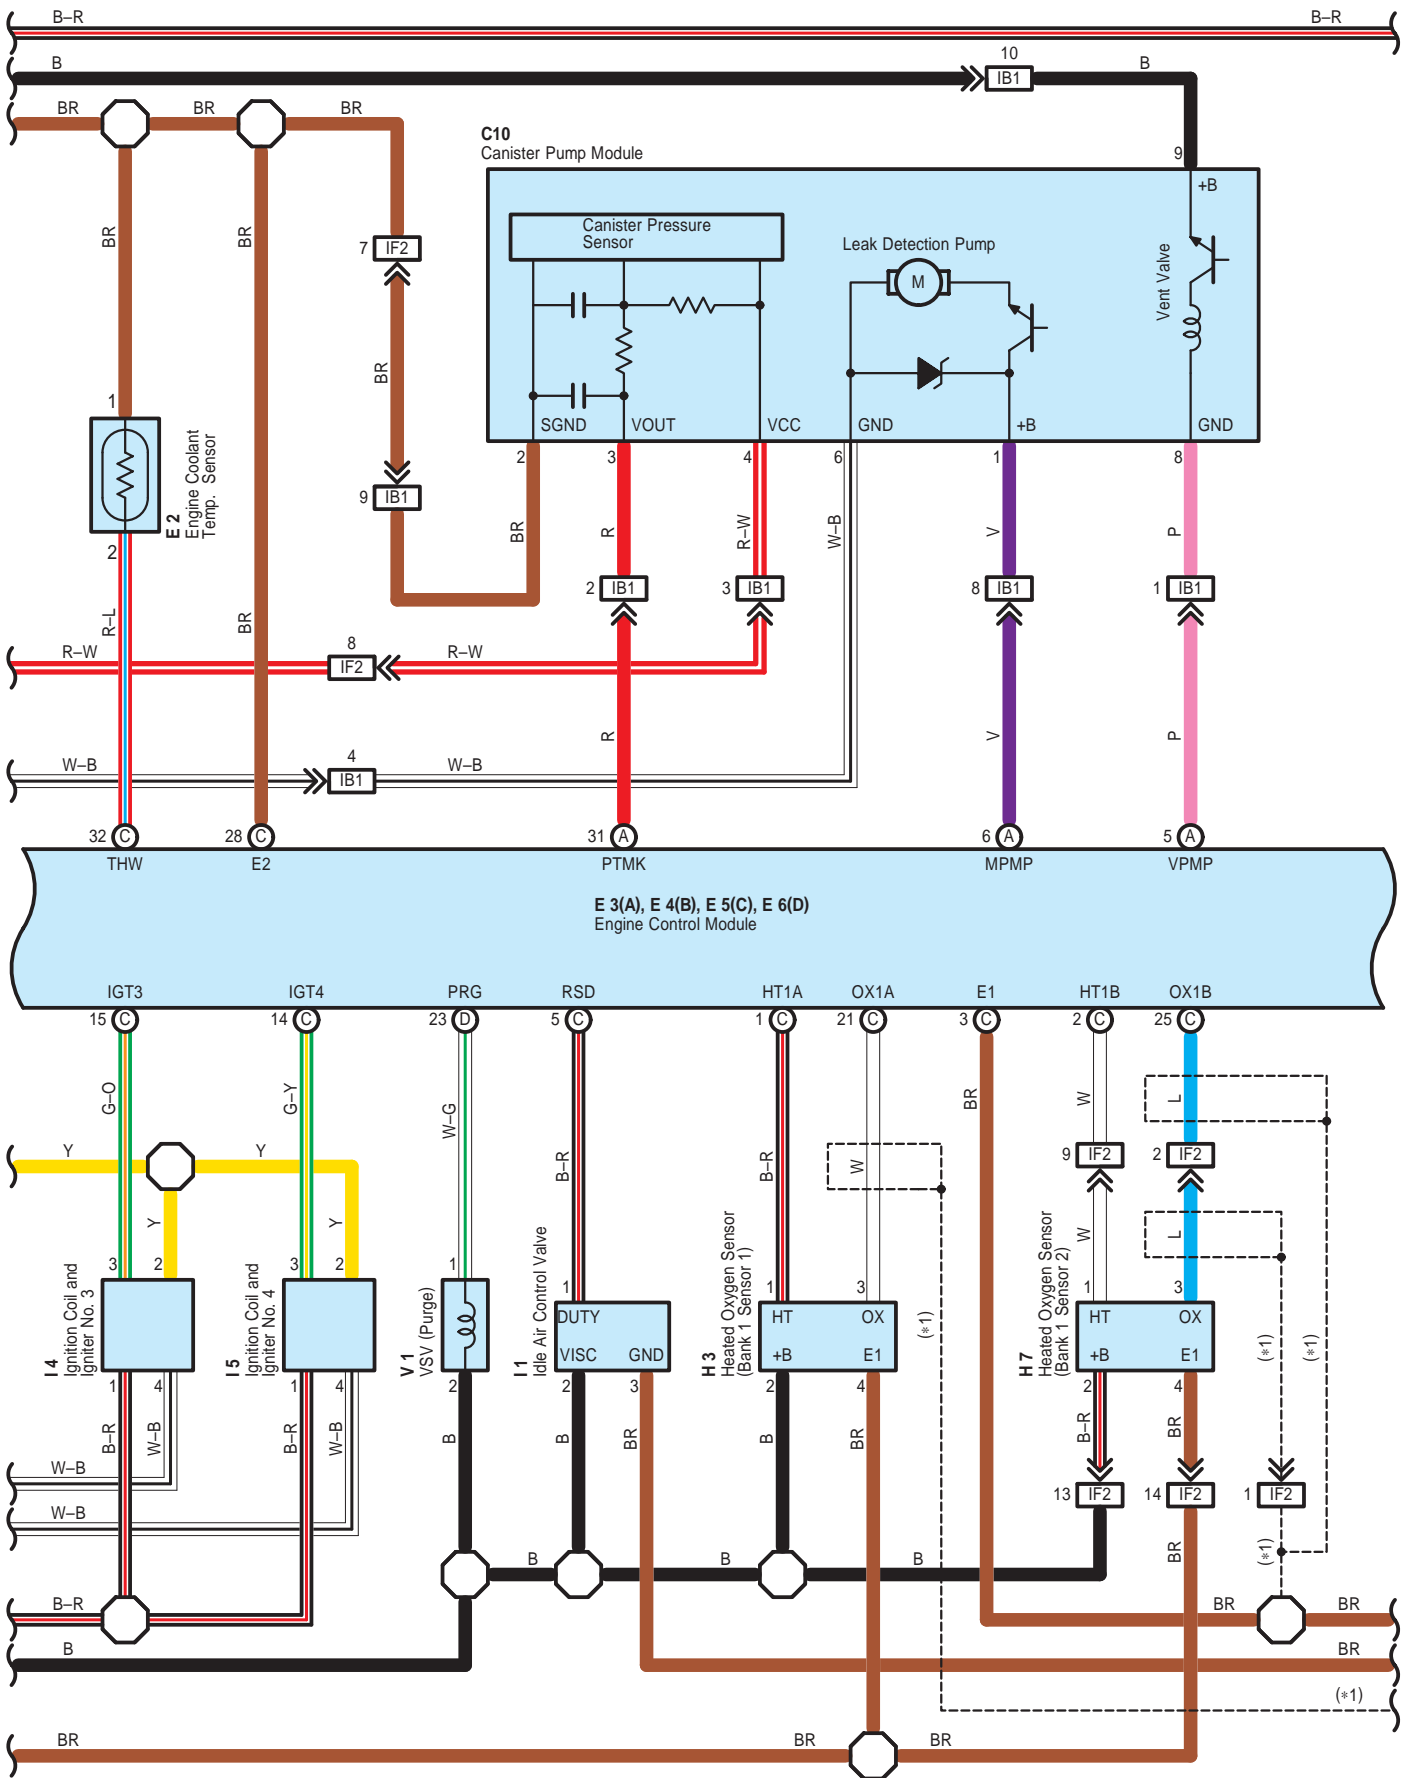 B–R
B–R
B
10
IB1
B
BR
BR
BR
C10
Canister Pump Module
9
+B
Canister Pressure
Sensor
Leak Detection Pump
M
Vent Valve
BR
BR
7
IF2
BR
9
IB1
SGND
VOUT
VCC
GND
+B
GND
2
3
4
6
1
8
1
2
E 2
Engine Coolant
Temp. Sensor
BR
R
R–W
W–B
V
P
2
IB1
3
IB1
8
IB1
1
IB1
R–L
BR
R–W
8
IF2
R–W
R
V
P
W–B
4
IB1
W–B
32
C
28
C
31
A
6
A
5
A
THW
E2
PTMK
MPMP
VPMP
E 3(A), E 4(B), E 5(C), E 6(D)
Engine Control Module
IGT3
IGT4
PRG
RSD
HT1A
OX1A
E1
HT1B
OX1B
15
C
14
C
23
D
5
C
1
C
21
C
3
C
2
C
25
C
G–O
G–Y
W–G
B–R
B–R
W
BR
W
L
Y
Y
9
IF2
2
IF2
Y
Y
W
L
3
2
3
2
1
1
1
3
1
3
I 4
Ignition Coil and
Igniter No. 3
I 5
Ignition Coil and
Igniter No. 4
V 1
VSV (Purge)
I 1
Idle Air Control Valve
DUTY
VISC
GND
H 3
Heated Oxygen Sensor
(Bank 1 Sensor 1)
HT
OX
+B
E1
(∗1)
H 7
Heated Oxygen Sensor
(Bank 1 Sensor 2)
HT
OX
+B
E1
(∗1)
(∗1)
1
4
1
4
2
2
3
2
4
2
4
B–R
W–B
B–R
W–B
B
B
BR
B
BR
B–R
BR
W–B
W–B
13
IF2
14
IF2
1
IF2
B
B
B
BR
(∗1)
B–R
BR
BR
B
BR
(∗1)
BR
BR
BR